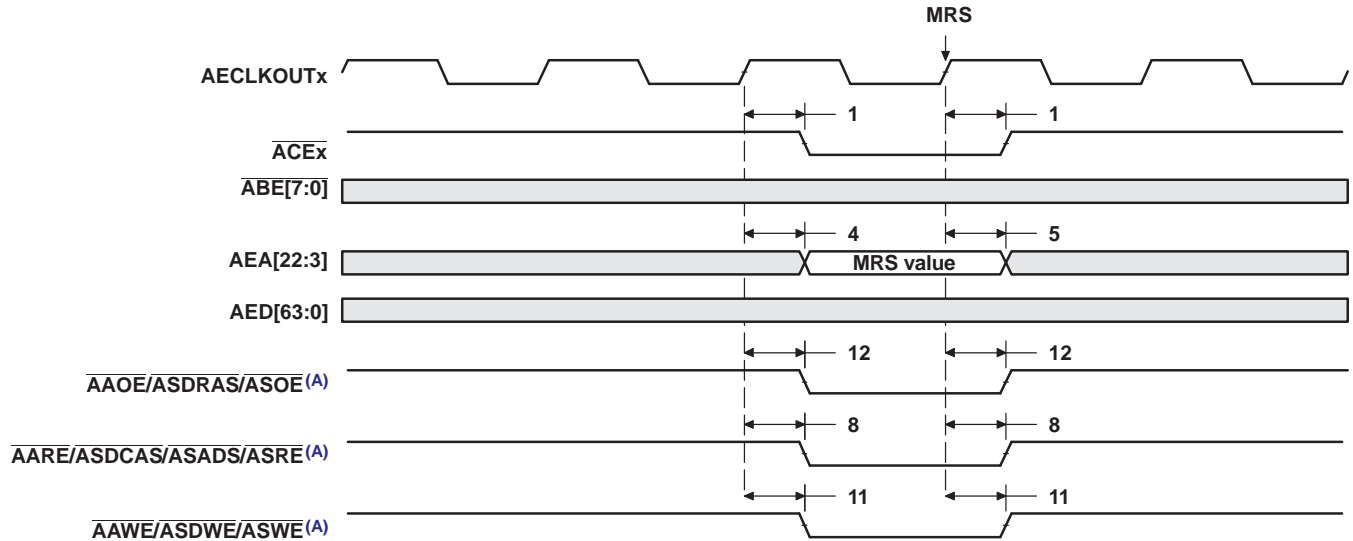 MRS
AECLKOUTx
1 1
ACEx
ABE[7:0]
4 5
AEA[22:3] MRS value
AED[63:0]
12 12
AAOE/ASDRAS/ASOE(A)
8 8
AARE/ASDCAS/ASADS/ASRE(A)
11 11
AAWE/ASDWE/ASWE(A)